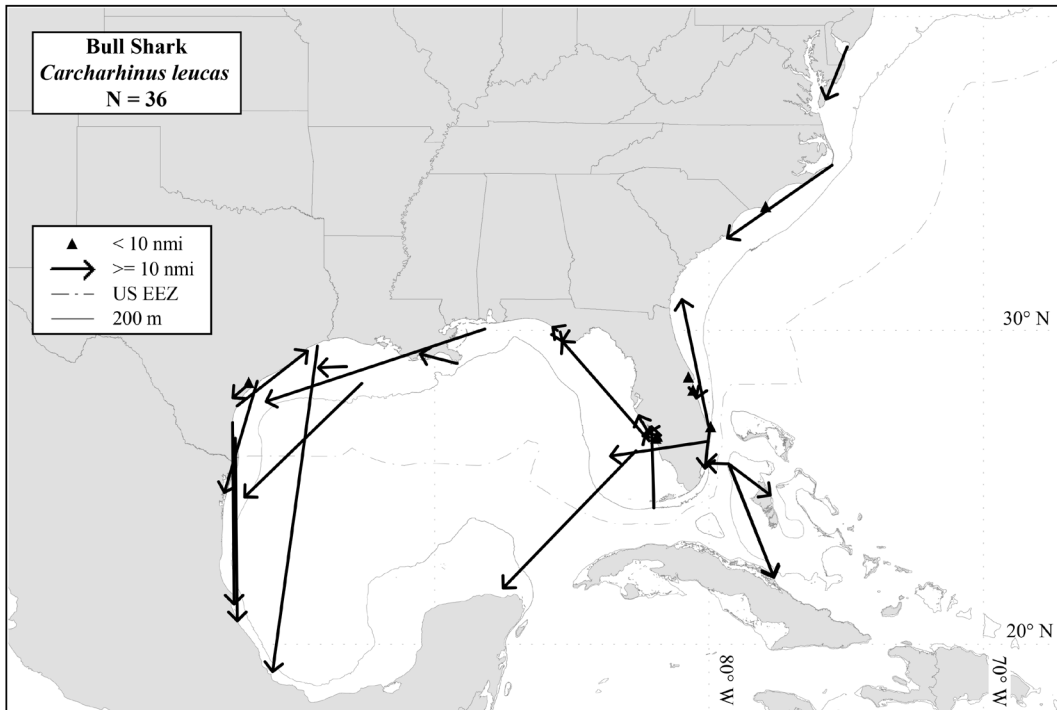 Bull Shark
Carcharhinus leucas
N = 36
< 10 nmi
>= 10 nmi
US EEZ
200 m
30° N
20° N
80° W
70° W